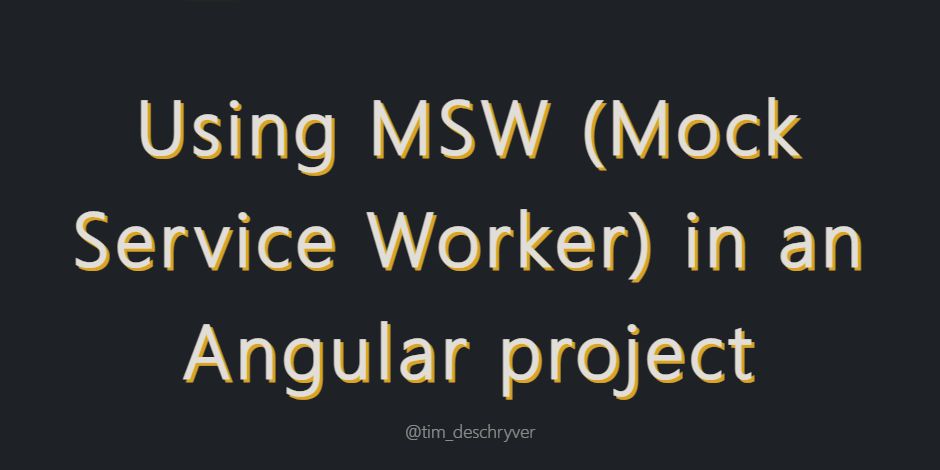 Using MSW (Mock
Service Worker) in an
Angular project
@tim_deschryver